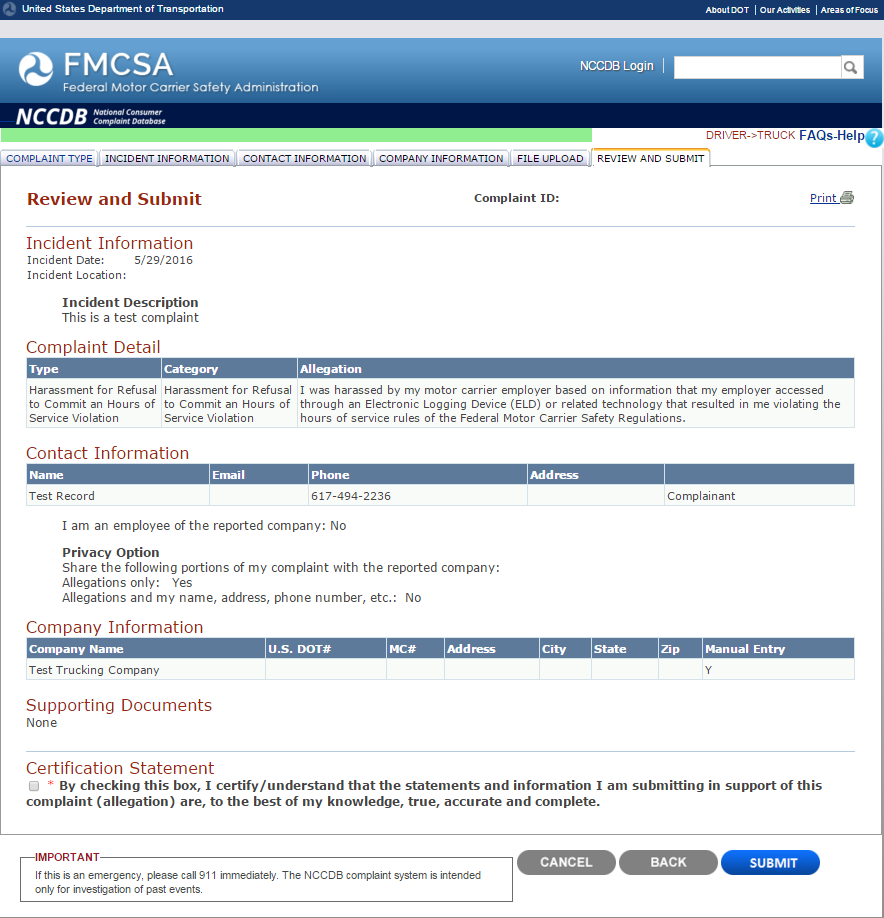 United States Department of Transportation
About DOT | Our Activities | Areas of Focus
FMCSA
Federal Motor Carrier Safety Administration
NCCDB Login
NCCDB National Consumer
Complaint Database
DRIVER->TRUCK FAQs-Help ?
COMPLAINT TYPE INCIDENT INFORMATION CONTACT INFORMATION COMPANY INFORMATION FILE UPLOAD REVIEW AND SUBMIT
Review and Submit Complaint ID: Print
Incident Information
Incident Date: 5/29/2016
Incident Location:
Incident Description
This is a test complaint
Complaint Detail
Type Category Allegation
Harassment for Refusal Harassment for Refusal I was harassed by my motor carrier employer based on information that my employer accessed
to Commit an Hours of to Commit an Hours of through an Electronic Logging Device (ELD) or related technology that resulted in me violating the
Service Violation Service Violation hours of service rules of the Federal Motor Carrier Safety Regulations.
Contact Information
Name Email Phone Address
Test Record 617-494-2236 Complainant
I am an employee of the reported company: No
Privacy Option
Share the following portions of my complaint with the reported company:
Allegations only: Yes
Allegations and my name, address, phone number, etc.: No
Company Information
Company Name U.S. DOT# MC# Address City State Zip Manual Entry
Test Trucking Company Y
Supporting Documents
None
Certification Statement
* By checking this box, I certify/understand that the statements and information I am submitting in support of this
complaint (allegation) are, to the best of my knowledge, true, accurate and complete.
IMPORTANT
If this is an emergency, please call 911 immediately. The NCCDB complaint system is intended
only for investigation of past events.
CANCEL BACK SUBMIT